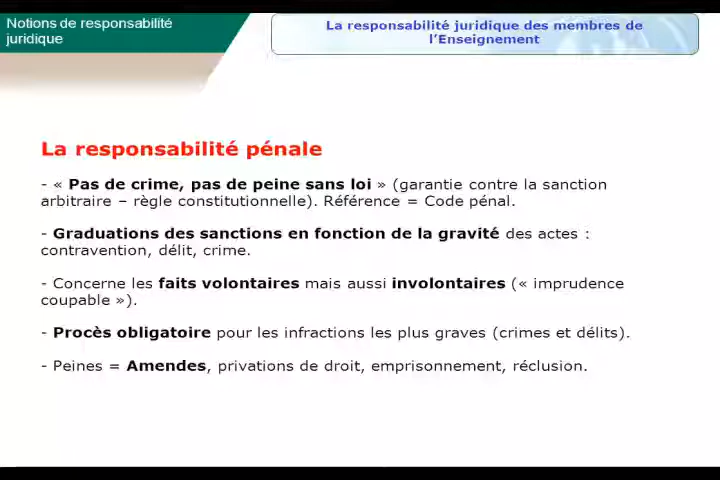 Notions de responsabilité
juridique
La responsabilité juridique des membres de
l’Enseignement
La responsabilité pénale
- « Pas de crime, pas de peine sans loi » (garantie contre la sanction
arbitraire – règle constitutionnelle). Référence = Code pénal.
- Graduations des sanctions en fonction de la gravité des actes :
contravention, délit, crime.
- Concerne les faits volontaires mais aussi involontaires (« imprudence
coupable »).
- Procès obligatoire pour les infractions les plus graves (crimes et délits).
- Peines = Amendes, privations de droit, emprisonnement, réclusion.